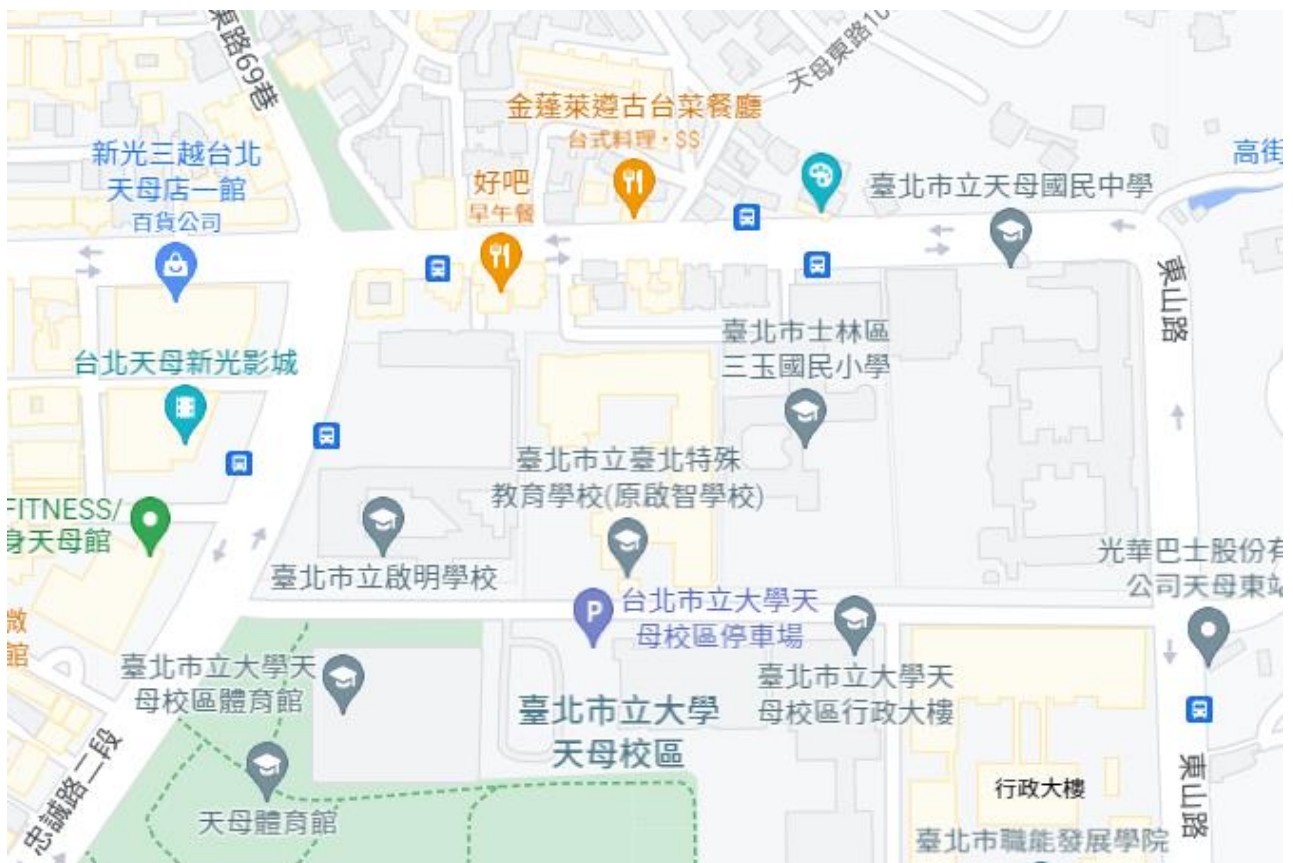 東路69巷
天母東路10
金蓬萊遵古台菜餐廳
台式料理・$$
新光三越台北
天母店一館
百貨公司
好吧
早午餐
高街
臺北市立天母國民中學
東山路
臺北市士林區
三玉國民小學
台北天母新光影城
臺北市立臺北特殊
教育學校(原啟智學校)
FITNESS/
身天母館
臺北市立啟明學校
光華巴士股份有
公司天母東站
P
台北市立大學天
母校區停車場
微
館
臺北市立大學天
母校區體育館
臺北市立大學天
母校區行政大樓
臺北市立大學
天母校區
天母體育館
忠誠路二段
行政大樓
東山路
臺北市職能發展學院